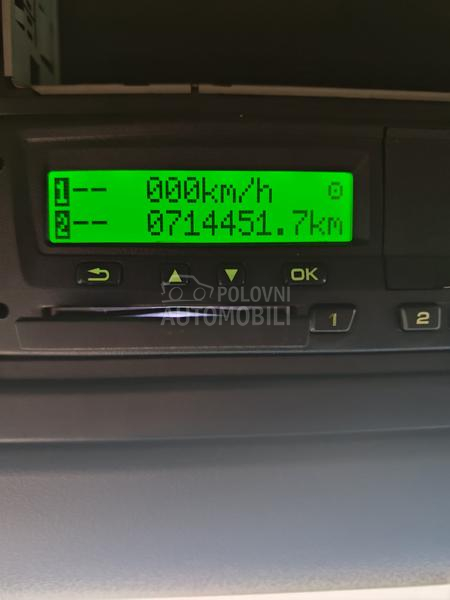 1-- 000km/h
2-- 0714451.7km
OK
POLOVNI
AUTOMOBILI
1 2